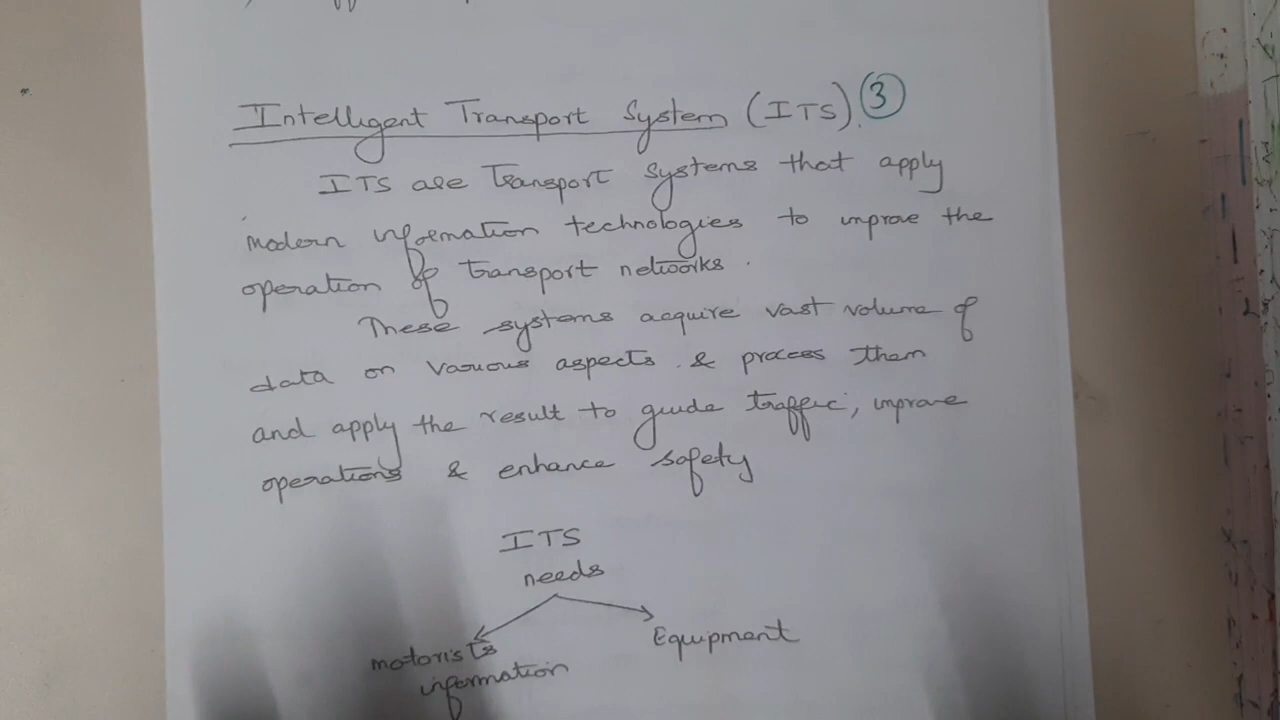 Intelligent Transport System (ITS). 3
ITS are Transport Systems that apply
modern information technologies to improve the
operation of transport networks.
These systems acquire vast volume of
data on various aspects. & process them
and apply the result to guide traffic, improve
operations & enhance safety
ITS
needs
motorists
information
Equipment